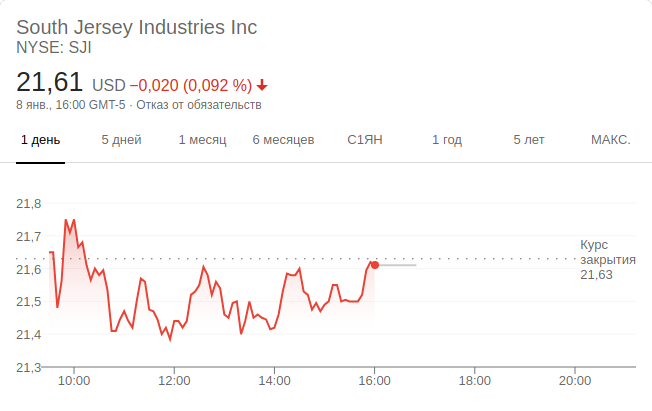 South Jersey Industries Inc
NYSE: SJI
21,61 USD −0,020 (0,092 %)
8 янв., 16:00 GMT-5 · Отказ от обязательств
1 день 5 дней 1 месяц 6 месяцев С1ЯН 1 год 5 лет МАКС.
21,8
21,7
Курс
закрытия
21,63
21,6
21,5
21,4
21,3
10:00 12:00 14:00 16:00 18:00 20:00